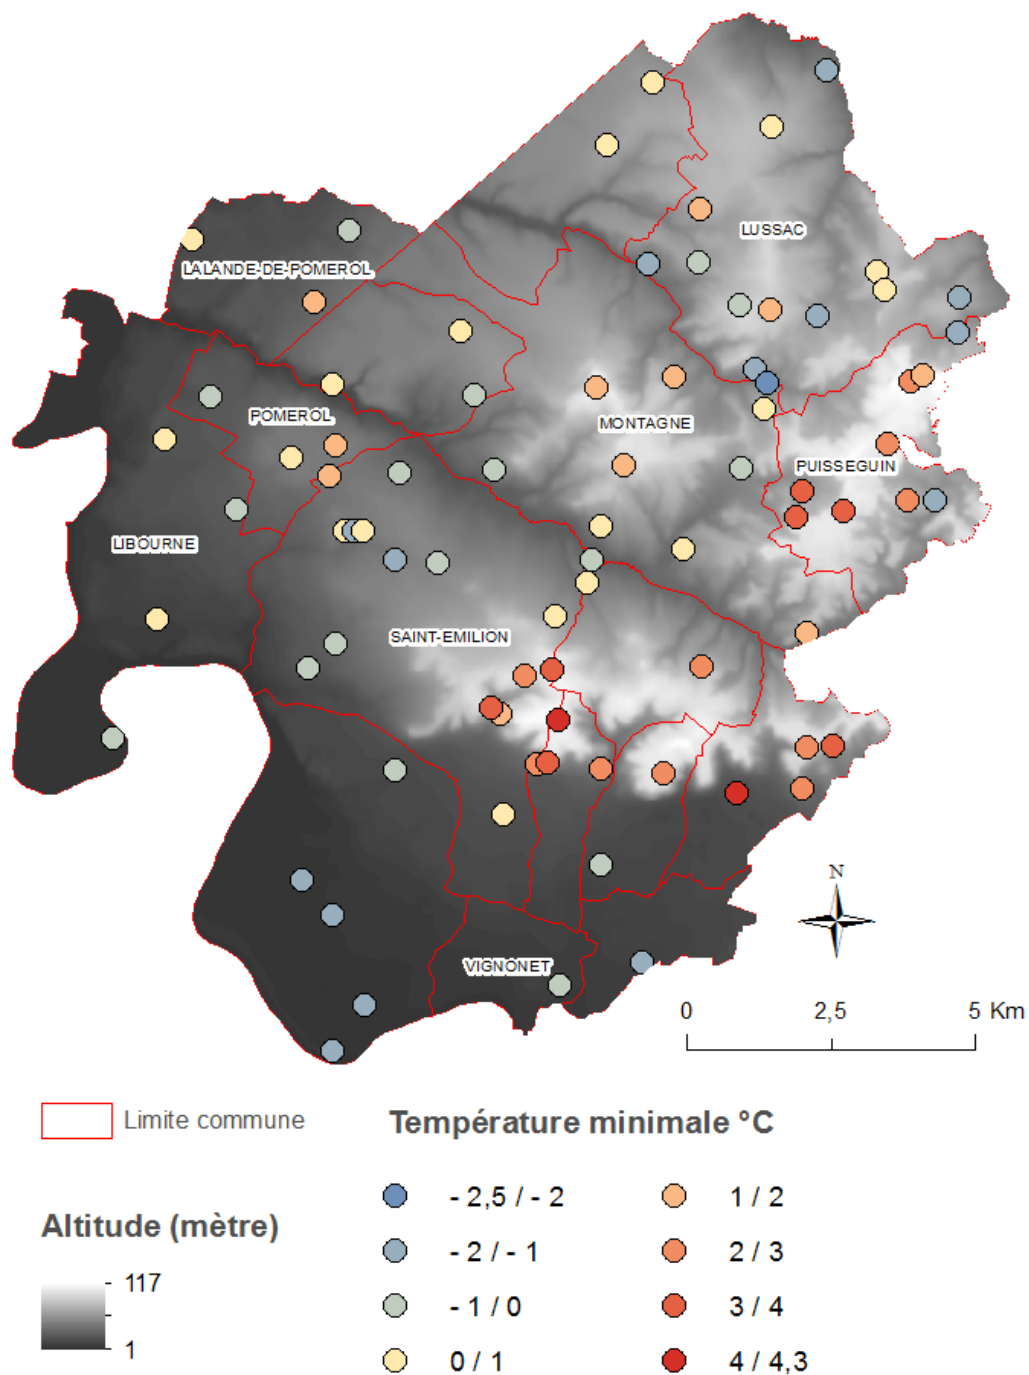 LUSSAC
LALANDE-DE-POMEROL
POMEROL
MONTAGNE
PUISSEGUIN
LIBOURNE
SAINT-EMILION
N
VIGNONET
0 2,5 5 Km
Limite commune
Température minimale °C
Altitude (mètre)
117
1
- 2,5 / - 2
- 2 / - 1
- 1 / 0
0 / 1
1 / 2
2 / 3
3 / 4
4 / 4,3